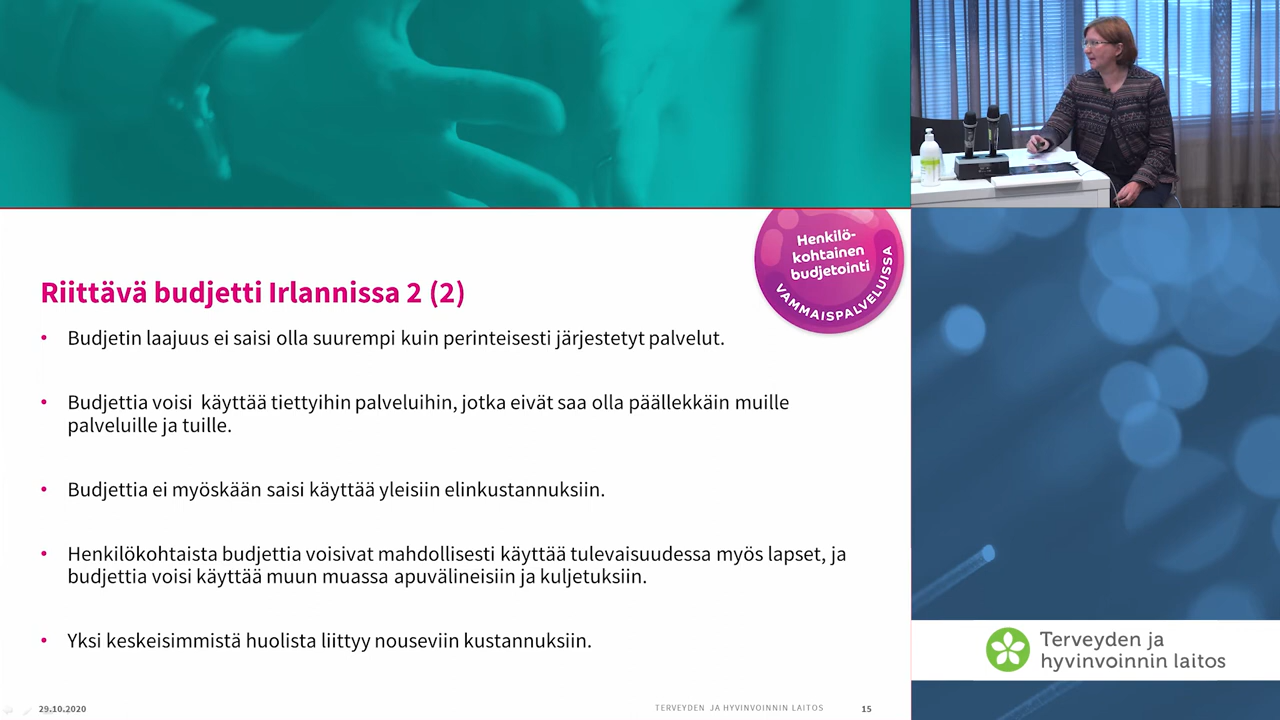 Henkilö-
kohtainen
budjetointi
VAMMAISPALVELUISSA
Riittävä budjetti Irlannissa 2 (2)
• Budjetin laajuus ei saisi olla suurempi kuin perinteisesti järjestetyt palvelut.
• Budjettia voisi  käyttää tiettyihin palveluihin, jotka eivät saa olla päällekkäin muille
palveluille ja tuille.
• Budjettia ei myöskään saisi käyttää yleisiin elinkustannuksiin.
• Henkilökohtaista budjettia voisivat mahdollisesti käyttää tulevaisuudessa myös lapset, ja
budjettia voisi käyttää muun muassa apuvälineisiin ja kuljetuksiin.
• Yksi keskeisimmistä huolista liittyy nouseviin kustannuksiin.
29.10.2020
TERVEYDEN JA HYVINVOINNIN LAITOS
15
Terveyden ja
hyvinvoinnin laitos